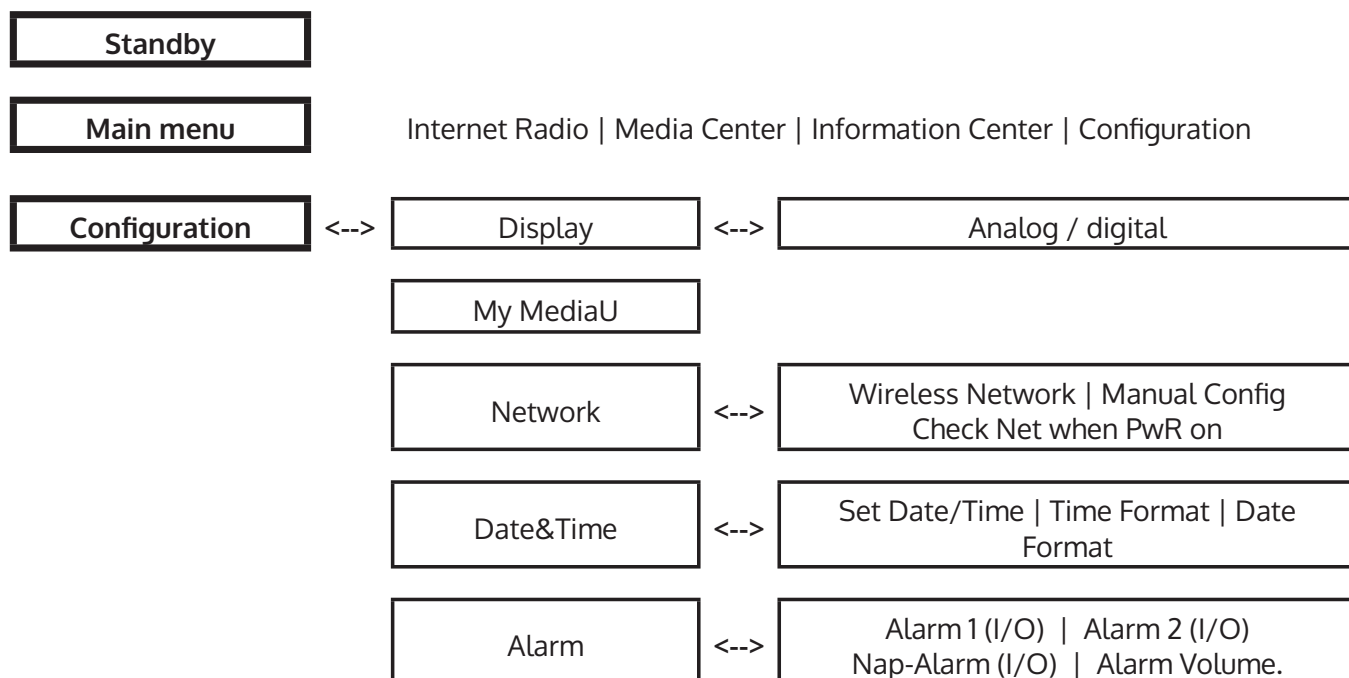 Standby
Main menu Internet Radio | Media Center | Information Center | Configuration
Configuration <--> Display <--> Analog / digital
My MediaU
Network <--> Wireless Network | Manual Config
Check Net when PwR on
Date&Time <--> Set Date/Time | Time Format | Date
Format
Alarm <--> Alarm 1 (I/O) | Alarm 2 (I/O)
Nap-Alarm (I/O) | Alarm Volume.